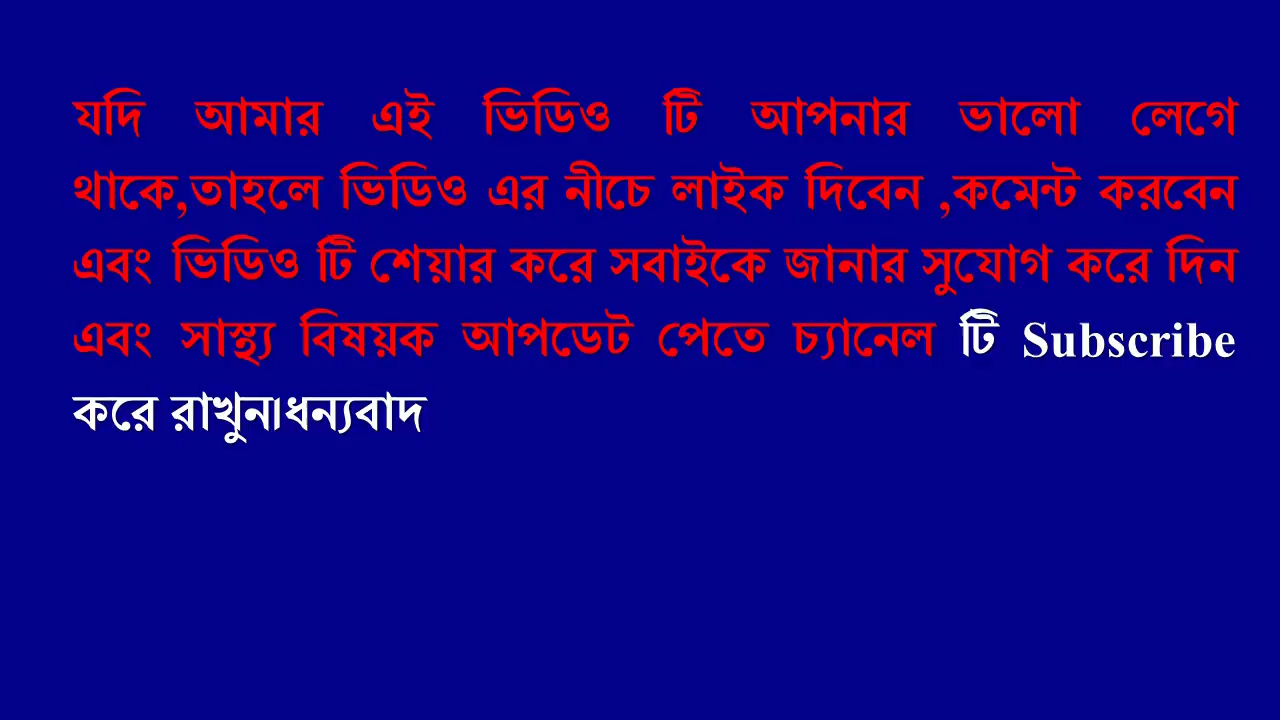 যদি আমার এই ভিডিও টি আপনার ভালো লেগে
থাকে,তাহলে ভিডিও এর নীচে লাইক দিবেন ,কমেন্ট করবেন
এবং ভিডিও টি শেয়ার করে সবাইকে জানার সুযোগ করে দিন
এবং সাস্থ্য বিষয়ক আপডেট পেতে চ্যানেল টি Subscribe
করে রাখুন।ধন্যবাদ